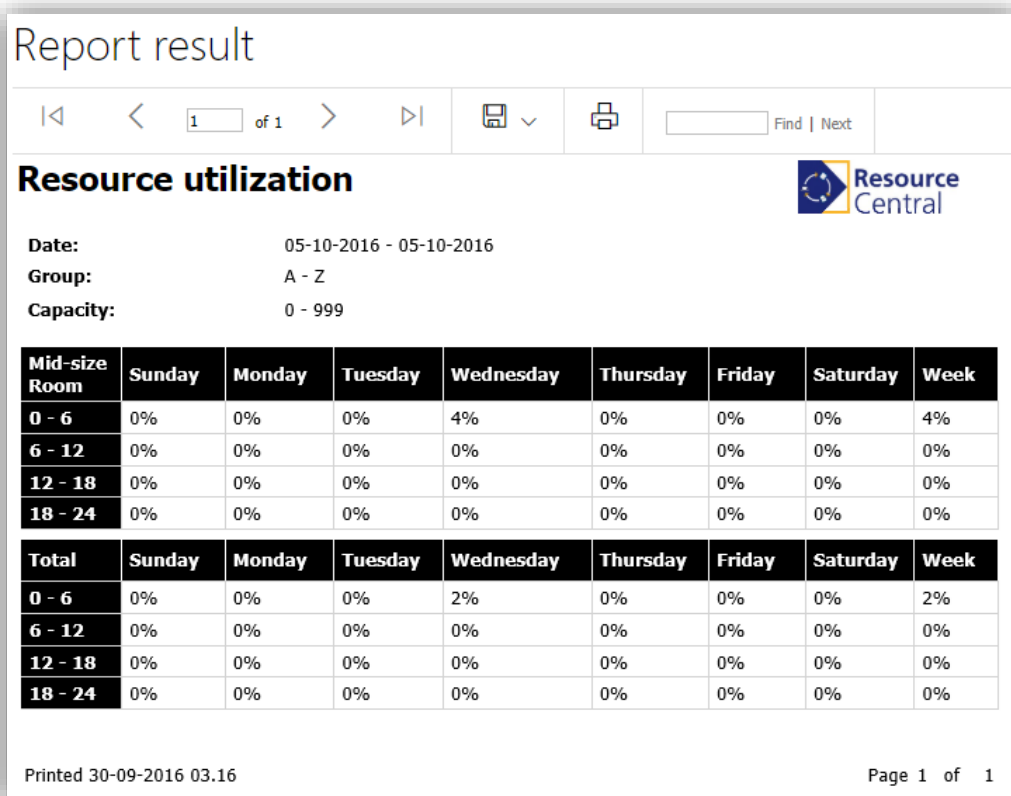 Report result
1 of 1 Find | Next
Resource utilization
Resource
Central
Date: 05-10-2016 - 05-10-2016
Group: A - Z
Capacity: 0 - 999
Mid-size Room Sunday Monday Tuesday Wednesday Thursday Friday Saturday Week
0 - 6 0% 0% 0% 4% 0% 0% 0% 4%
6 - 12 0% 0% 0% 0% 0% 0% 0% 0%
12 - 18 0% 0% 0% 0% 0% 0% 0% 0%
18 - 24 0% 0% 0% 0% 0% 0% 0% 0%
Total Sunday Monday Tuesday Wednesday Thursday Friday Saturday Week
0 - 6 0% 0% 0% 2% 0% 0% 0% 2%
6 - 12 0% 0% 0% 0% 0% 0% 0% 0%
12 - 18 0% 0% 0% 0% 0% 0% 0% 0%
18 - 24 0% 0% 0% 0% 0% 0% 0% 0%
Printed 30-09-2016 03.16 Page 1 of 1